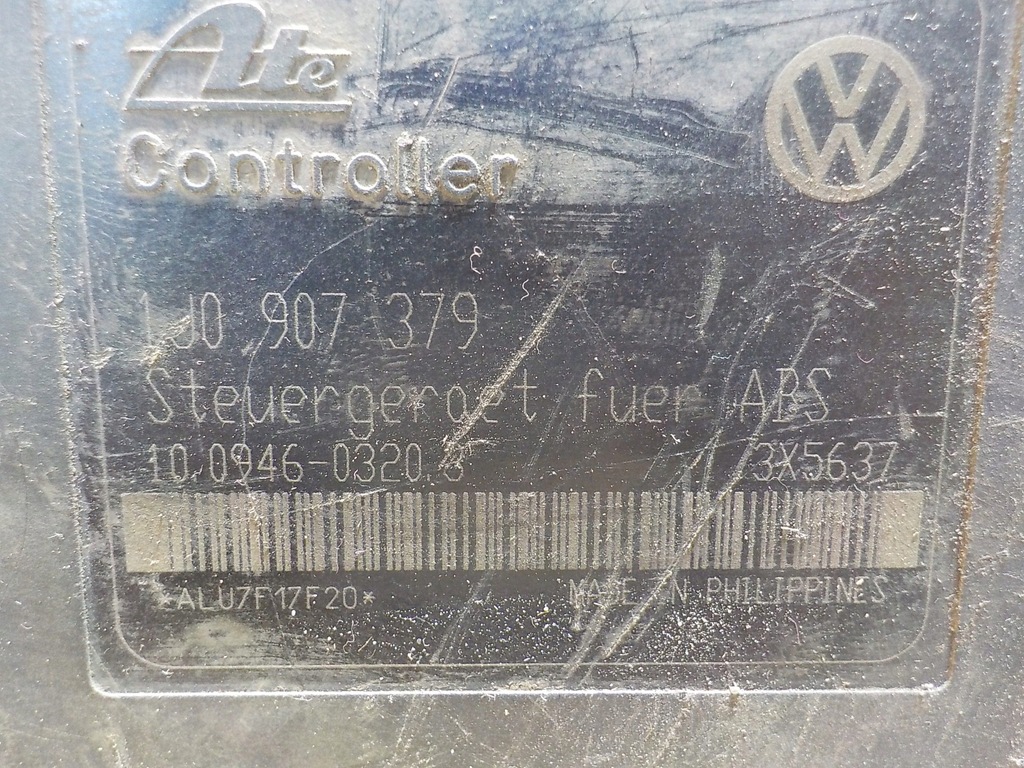 Ate
Controller
1J0 907 379
Steuergeraet fuer ABS
10.0946-0320.3 3X5637
*ALU7F17F20* MADE IN PHILIPPINES